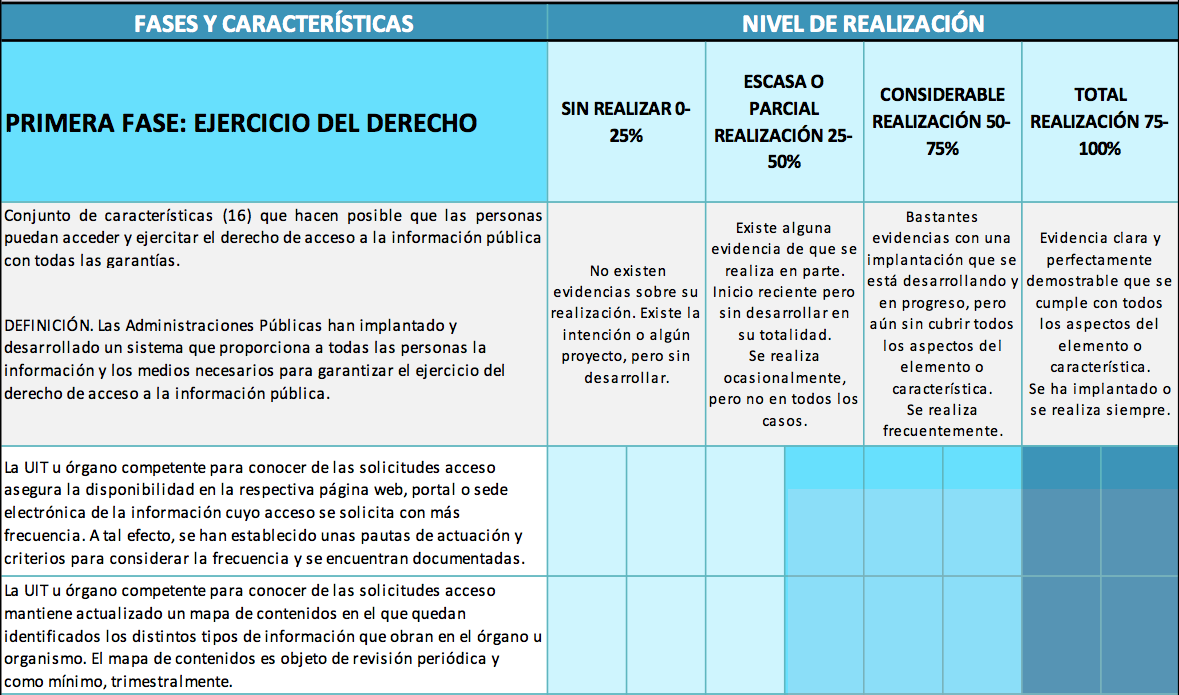 FASES Y CARACTERÍSTICAS
NIVEL DE REALIZACIÓN
PRIMERA FASE: EJERCICIO DEL DERECHO
SIN REALIZAR 0-
25%
ESCASA O
PARCIAL
REALIZACIÓN 25-
50%
CONSIDERABLE
REALIZACIÓN 50-
75%
TOTAL
REALIZACIÓN 75-
100%
Conjunto de características (16) que hacen posible que las personas
puedan acceder y ejercitar el derecho de acceso a la información pública
con todas las garantías.
DEFINICIÓN. Las Administraciones Públicas han implantado y
desarrollado un sistema que proporciona a todas las personas la
información y los medios necesarios para garantizar el ejercicio del
derecho de acceso a la información pública.
No existen
evidencias sobre su
realización. Existe la
intención o algún
proyecto, pero sin
desarrollar.
Existe alguna
evidencia de que se
realiza en parte.
Inicio reciente pero
sin desarrollar en
su totalidad.
Se realiza
ocasionalmente,
pero no en todos los
casos.
Bastantes
evidencias con una
implantación que se
está desarrollando y
en progreso, pero
aún sin cubrir todos
los aspectos del
elemento o
característica.
Se realiza
frecuentemente.
Evidencia clara y
perfectamente
demostrable que se
cumple con todos
los aspectos del
elemento o
característica.
Se ha implantado o
se realiza siempre.
La UIT u órgano competente para conocer de las solicitudes acceso
asegura la disponibilidad en la respectiva página web, portal o sede
electrónica de la información cuyo acceso se solicita con más
frecuencia. A tal efecto, se han establecido unas pautas de actuación y
criterios para considerar la frecuencia y se encuentran documentadas.
La UIT u órgano competente para conocer de las solicitudes acceso
mantiene actualizado un mapa de contenidos en el que quedan
identificados los distintos tipos de información que obran en el órgano u
organismo. El mapa de contenidos es objeto de revisión periódica y
como mínimo, trimestralmente.